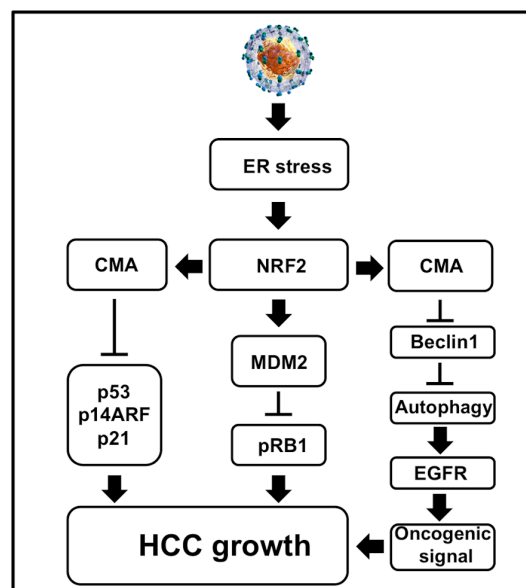 ER stress
CMA
NRF2
CMA
MDM2
Beclin1
p53
p14ARF
p21
Autophagy
pRB1
EGFR
HCC growth
Oncogenic
signal